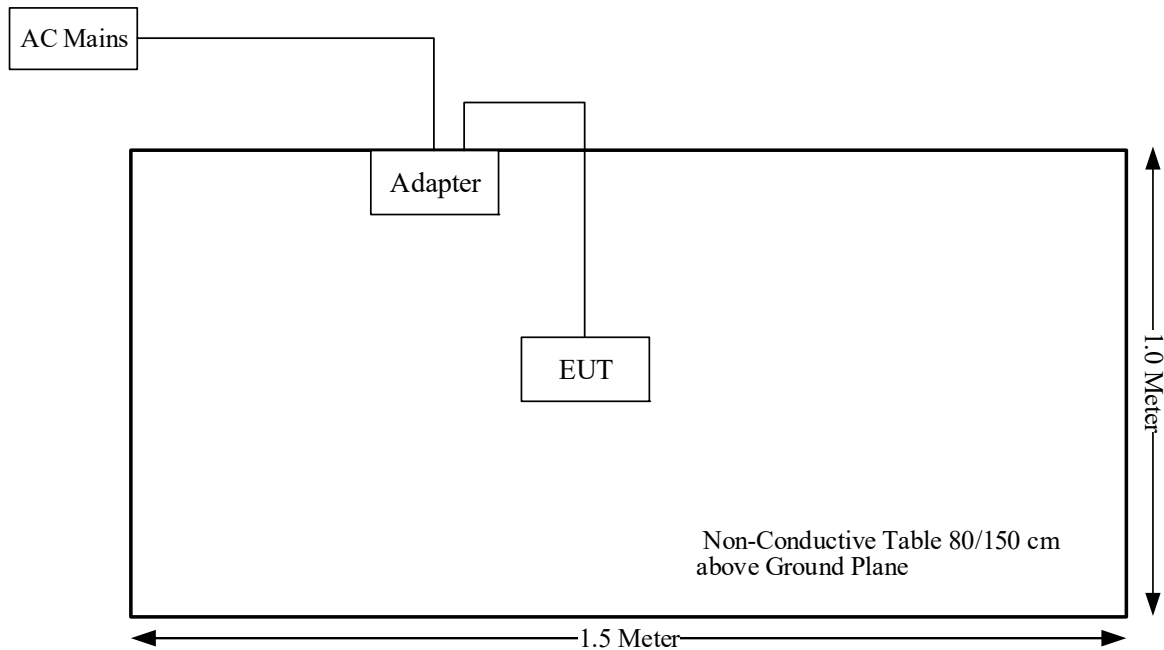 AC Mains
Adapter
EUT
1.0 Meter
Non-Conductive Table 80/150 cm
above Ground Plane
1.5 Meter